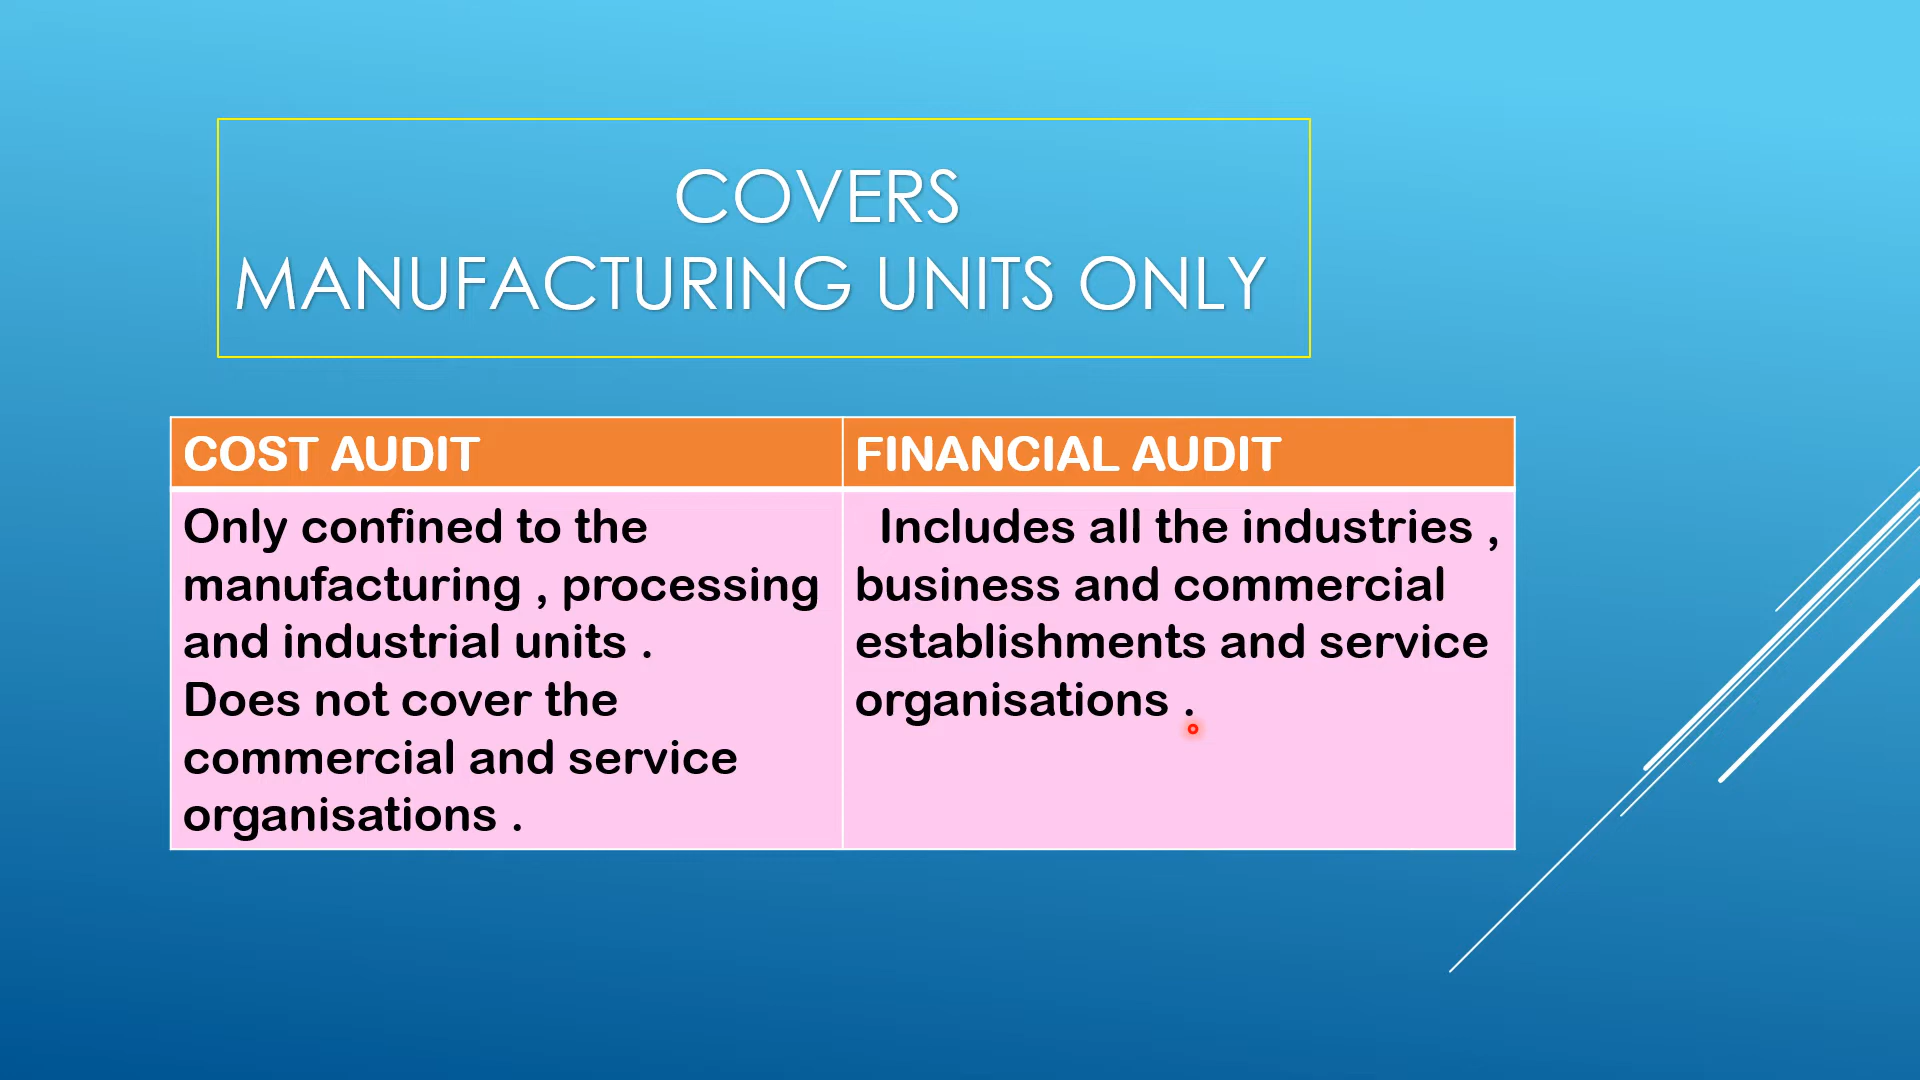 COVERS
MANUFACTURING UNITS ONLY
COST AUDIT
Only confined to the
manufacturing , processing
and industrial units .
Does not cover the
commercial and service
organisations .
FINANCIAL AUDIT
Includes all the industries ,
business and commercial
establishments and service
organisations .